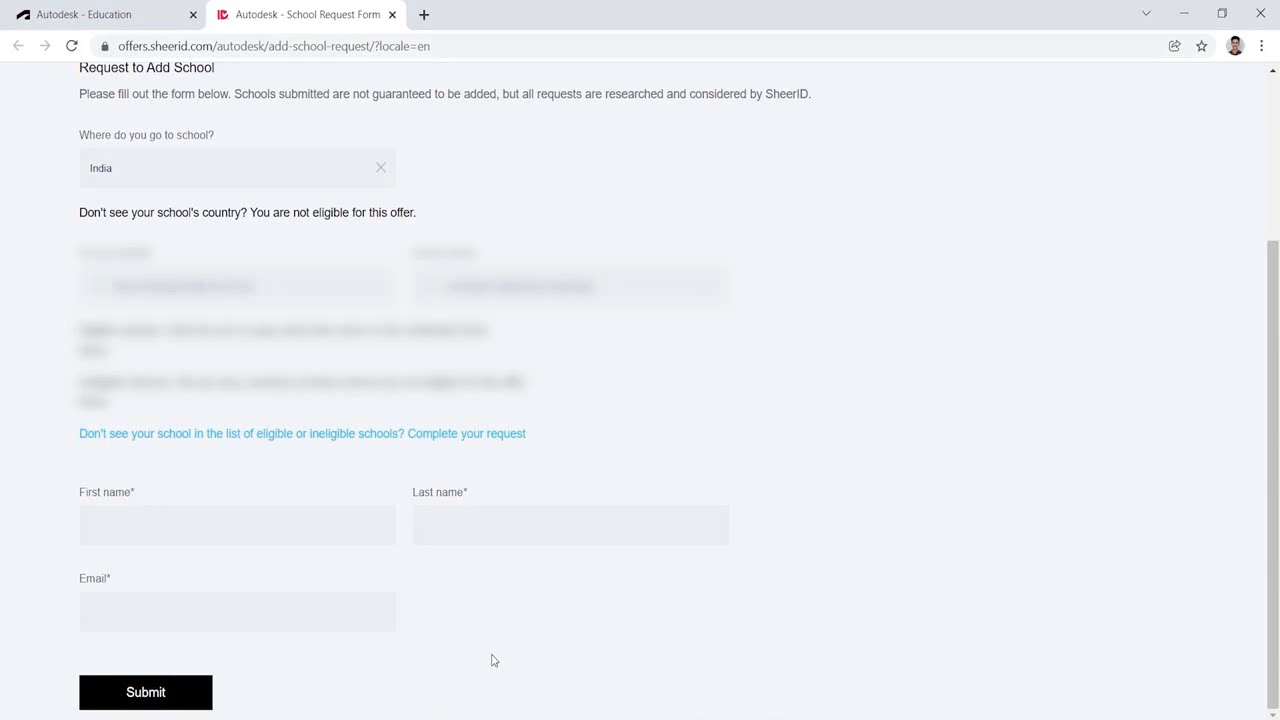 Autodesk - Education
Autodesk - School Request Form
offers.sheerid.com/autodesk/add-school-request/?locale=en
Request to Add School
Please fill out the form below. Schools submitted are not guaranteed to be added, but all requests are researched and considered by SheerID.
Where do you go to school?
India
Don't see your school's country? You are not eligible for this offer.
Don't see your school in the list of eligible or ineligible schools? Complete your request
First name*
Last name*
Email*
Submit